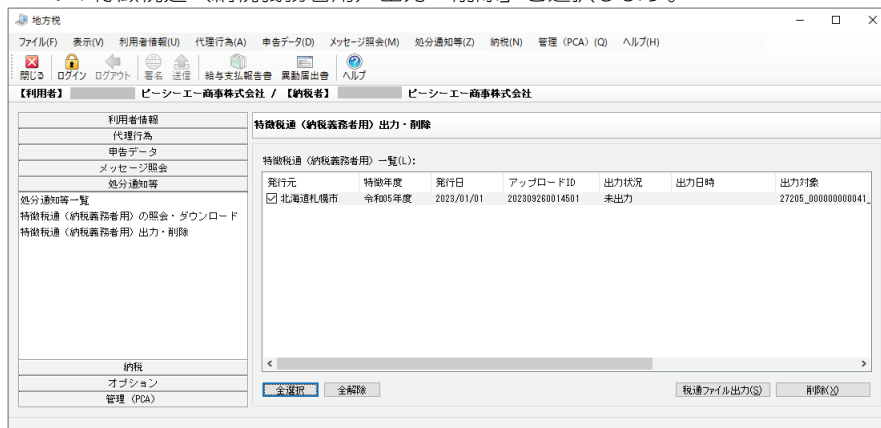 地方税
ファイル(F) 表示(V) 利用者情報(U) 代理行為(A) 申告データ(D) メッセージ照会(M) 処分通知等(Z) 納税(N) 管理（PCA）(Q) ヘルプ(H)
閉じる ログイン ログアウト 署名 送信 給与支払報告書 異動届出書 ヘルプ
【利用者】 ピーシーエー商事株式会社 / 【納税者】 ピーシーエー商事株式会社
利用者情報
代理行為
申告データ
メッセージ照会
処分通知等
処分通知等一覧
特徴税通（納税義務者用）の照会・ダウンロード
特徴税通（納税義務者用）出力・削除
納税
オプション
管理（PCA）
特徴税通（納税義務者用）出力・削除
特徴税通（納税義務者用）一覧(L):
発行元 特徴年度 発行日 アップロードID 出力状況 出力日時 出力対象
北海道札幌市 令和05年度 2023/01/01 202309260014501 未出力 27205_000000000041_
全選択 全解除 税通ファイル出力(S) 削除(X)